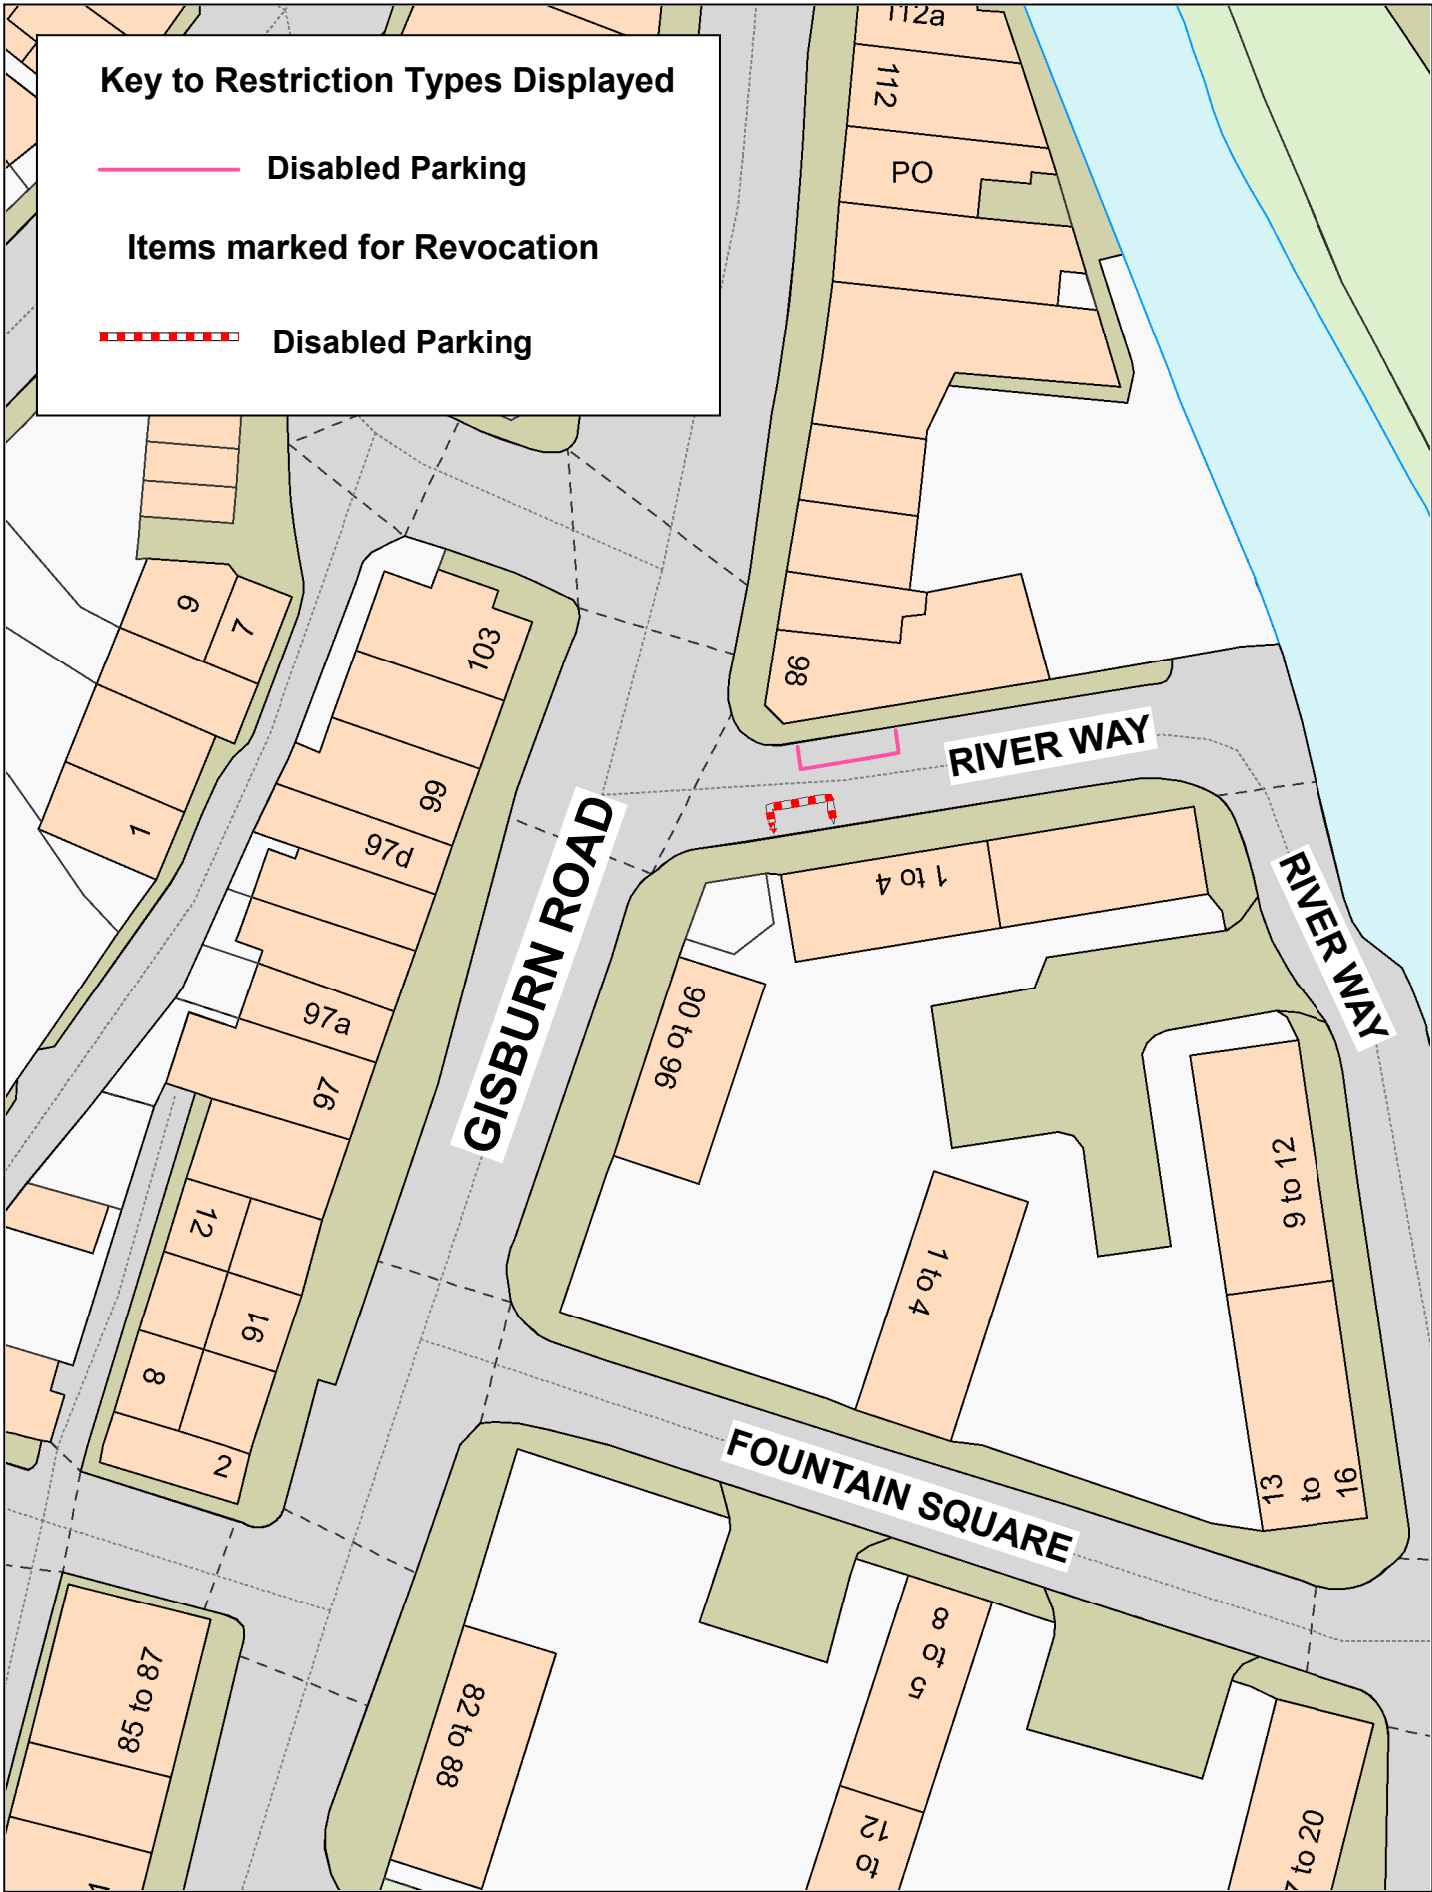 Key to Restriction Types Displayed
Disabled Parking
Items marked for Revocation
Disabled Parking
112a
112
PO
98
9
7
1
103
99
97d
97a
97
12
91
8
2
RIVER WAY
RIVER WAY
GISBURN ROAD
1 to 4
90 to 96
1 to 4
9 to 12
13
to
16
FOUNTAIN SQUARE
85 to 87
82 to 88
8
to
5
12
to
to 20